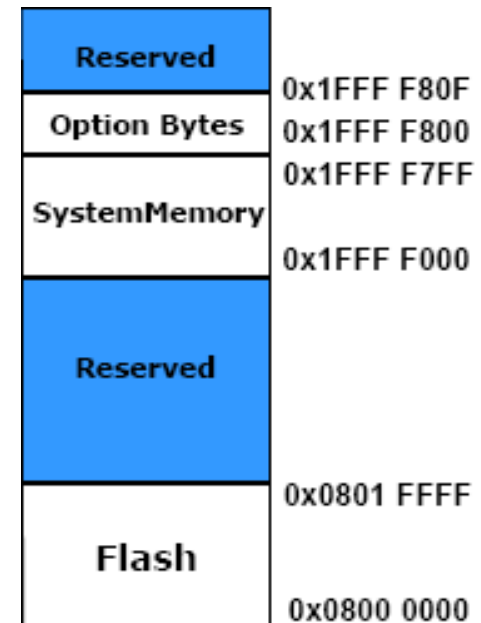 Reserved
0x1FFF F80F
Option Bytes
0x1FFF F800
0x1FFF F7FF
SystemMemory
0x1FFF F000
Reserved
0x0801 FFFF
Flash
0x0800 0000